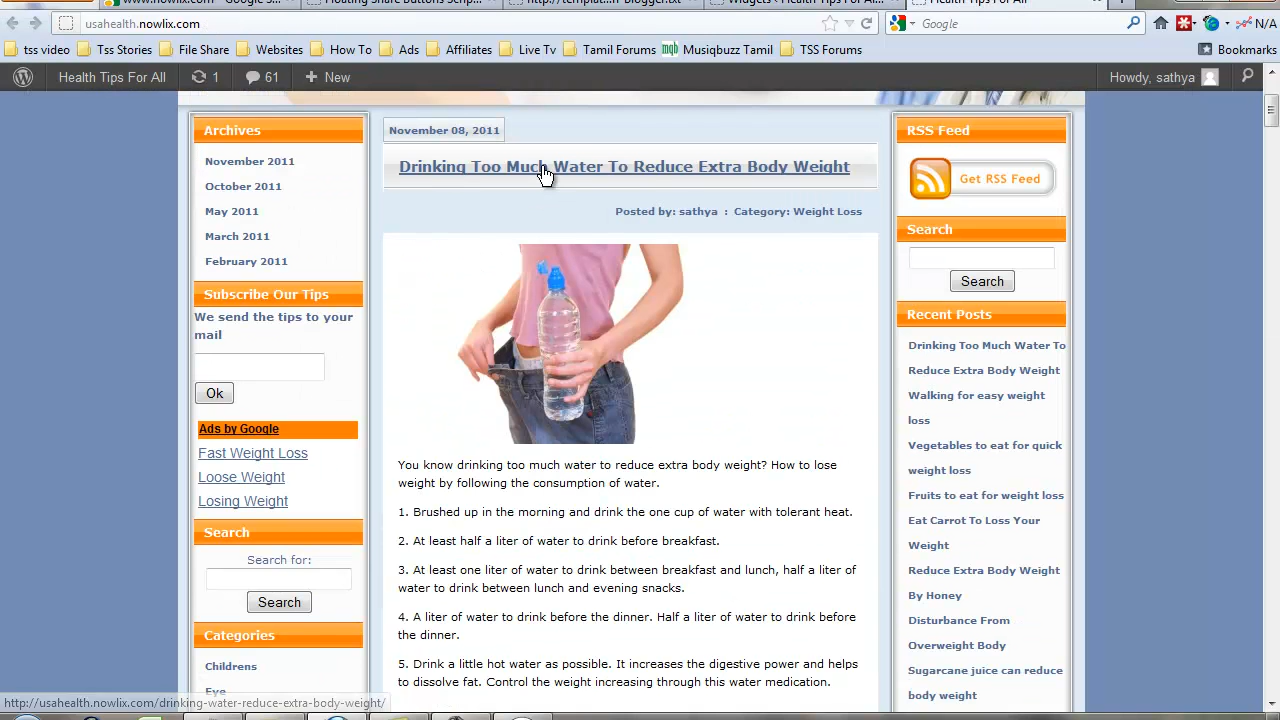 www.nowlix.com
Health Tips For All
usahealth.nowlix.com
Google
N/A
tss video
Tss Stories
File Share
Websites
How To
Ads
Affiliates
Live Tv
Tamil Forums
mqb
Musiqbuzz Tamil
TSS Forums
Bookmarks
Health Tips For All
1
61
New
Howdy, sathya
Archives
November 2011
October 2011
May 2011
March 2011
February 2011
Subscribe Our Tips
We send the tips to your
mail
Ok
Ads by Google
Fast Weight Loss
Loose Weight
Losing Weight
Search
Search for:
Search
Categories
Childrens
Eye
November 08, 2011
Drinking Too Much Water To Reduce Extra Body Weight
Posted by: sathya : Category: Weight Loss
You know drinking too much water to reduce extra body weight? How to lose
weight by following the consumption of water.
1. Brushed up in the morning and drink the one cup of water with tolerant heat.
2. At least half a liter of water to drink before breakfast.
3. At least one liter of water to drink between breakfast and lunch, half a liter of
water to drink between lunch and evening snacks.
4. A liter of water to drink before the dinner. Half a liter of water to drink before
the dinner.
5. Drink a little hot water as possible. It increases the digestive power and helps
to dissolve fat. Control the weight increasing through this water medication.
RSS Feed
Get RSS Feed
Search
Search
Recent Posts
Drinking Too Much Water To
Reduce Extra Body Weight
Walking for easy weight
loss
Vegetables to eat for quick
weight loss
Fruits to eat for weight loss
Eat Carrot To Loss Your
Weight
Reduce Extra Body Weight
By Honey
Disturbance From
Overweight Body
Sugarcane juice can reduce
body weight
http://usahealth.nowlix.com/drinking-water-reduce-extra-body-weight/